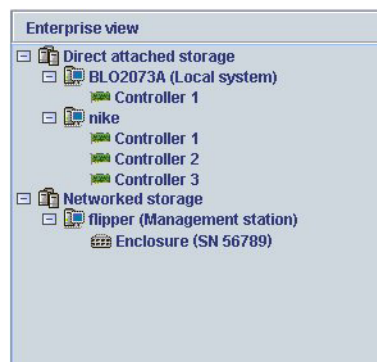 Enterprise view
Direct attached storage
BLO2073A (Local system)
Controller 1
nike
Controller 1
Controller 2
Controller 3
Networked storage
flipper (Management station)
Enclosure (SN 56789)